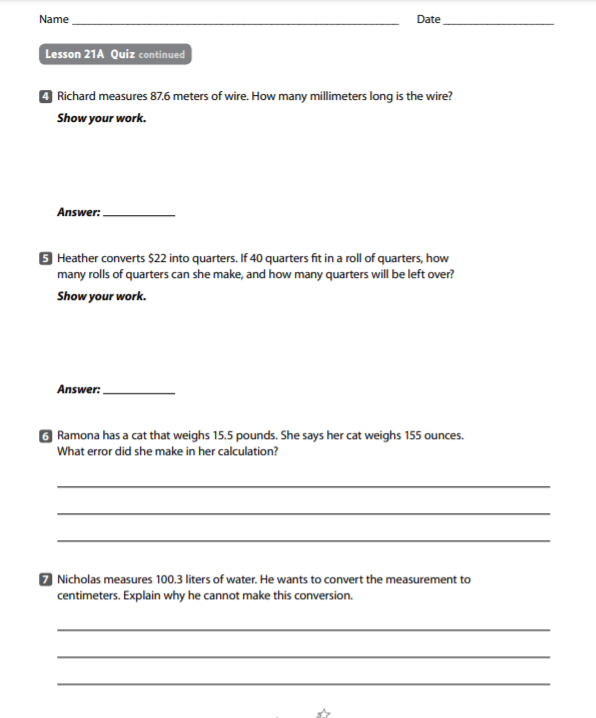 Name
Date
Lesson 21A Quiz continued
4 Richard measures 87.6 meters of wire. How many millimeters long is the wire?
Show your work.
Answer:
5 Heather converts $22 into quarters. If 40 quarters fit in a roll of quarters, how
many rolls of quarters can she make, and how many quarters will be left over?
Show your work.
Answer:
6 Ramona has a cat that weighs 15.5 pounds. She says her cat weighs 155 ounces.
What error did she make in her calculation?
7 Nicholas measures 100.3 liters of water. He wants to convert the measurement to
centimeters. Explain why he cannot make this conversion.